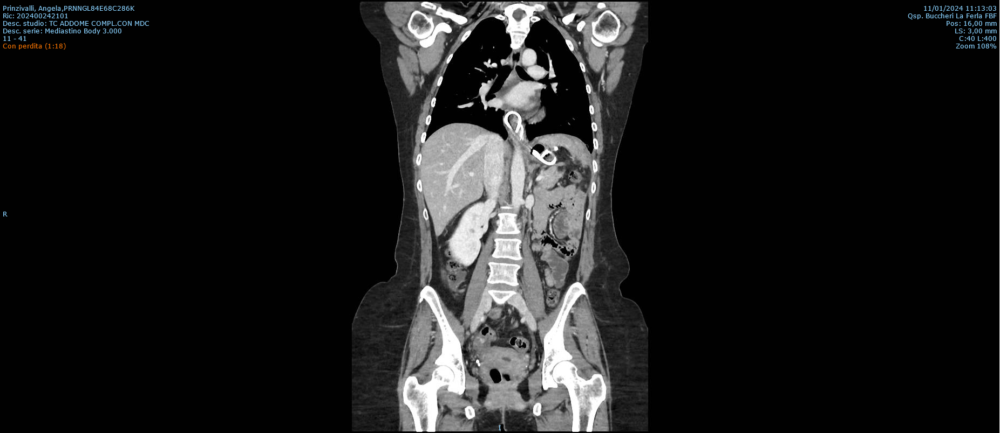 Prinzivalli, Angela,PRNNGL84E68C286K
Ric: 202400242101
Desc. studio: TC ADDOME COMPL.CON MDC
Desc. serie: Mediastino Body 3.000
11 - 41
Con perdita (1:18)
11/01/2024 11:13:03
Osp. Buccheri La Ferla FBF
Pos: 16,00 mm
LS: 3,00 mm
C:40 L:400
Zoom 108%
R
I